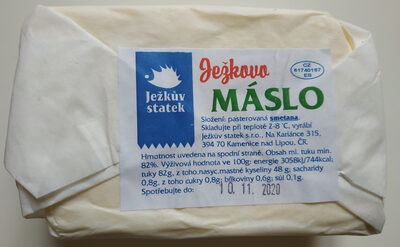 Ježkův
statek
Ježkovo
MÁSLO
CZ
61740157
ES
Složení: pasterovaná smetana.
Skladujte při teplotě 2-8 °C, vyrábí
Ježkův statek s.r.o., Na Kaňánce 315,
394 70 Kamenice nad Lipou, ČR.
Hmotnost uvedena na spodní straně. Obsah ml. tuku min.
82%. Výživová hodnota ve 100g: energie 3058kJ/744kcal;
tuky 82g, z toho nasyc.mastné kyseliny 48 g, sacharidy
0,8g, z toho cukry 0,8g; bílkoviny 0,6g; sůl 0,1g.
Spotřebujte do: 10.11. 2020